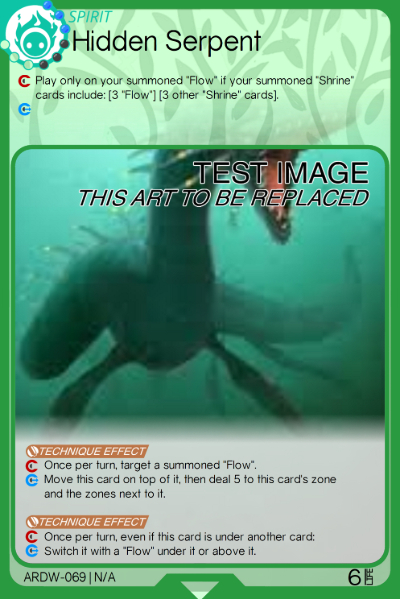 SPIRIT
Hidden Serpent
Play only on your summoned "Flow" if your summoned "Shrine"
cards include: [3 "Flow"] [3 other "Shrine" cards].
TEST IMAGE
THIS ART TO BE REPLACED
TECHNIQUE EFFECT
Once per turn, target a summoned "Flow".
Move this card on top of it, then deal 5 to this card's zone
and the zones next to it.
TECHNIQUE EFFECT
Once per turn, even if this card is under another card:
Switch it with a "Flow" under it or above it.
ARDW-069 | N/A
6 LIFE